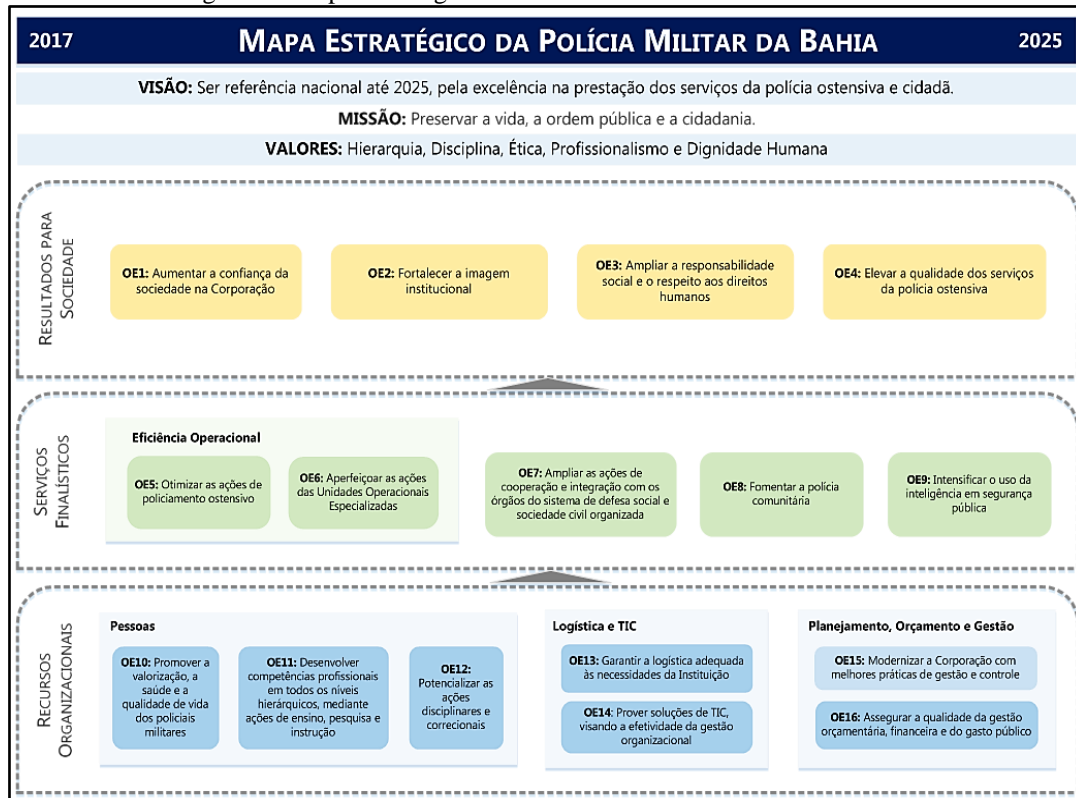 2017
MAPA ESTRATÉGICO DA POLÍCIA MILITAR DA BAHIA
2025
VISÃO: Ser referência nacional até 2025, pela excelência na prestação dos serviços da polícia ostensiva e cidadã.
MISSÃO: Preservar a vida, a ordem pública e a cidadania.
VALORES: Hierarquia, Disciplina, Ética, Profissionalismo e Dignidade Humana
RESULTADOS PARA
SOCIEDADE
OE1: Aumentar a confiança da
sociedade na Corporação
OE2: Fortalecer a imagem
institucional
OE3: Ampliar a responsabilidade
social e o respeito aos direitos
humanos
OE4: Elevar a qualidade dos serviços
da polícia ostensiva
SERVIÇOS
FINALÍSTICOS
Eficiência Operacional
OE5: Otimizar as ações de
policiamento ostensivo
OE6: Aperfeiçoar as ações
das Unidades Operacionais
Especializadas
OE7: Ampliar as ações de
cooperação e integração com os
órgãos do sistema de defesa social e
sociedade civil organizada
OE8: Fomentar a polícia
comunitária
OE9: Intensificar o uso da
inteligência em segurança
pública
RECURSOS
ORGANIZACIONAIS
Pessoas
OE10: Promover a
valorização, a
saúde e a
qualidade de vida
dos policiais
militares
OE11: Desenvolver
competências profissionais
em todos os níveis
hierárquicos, mediante
ações de ensino, pesquisa e
instrução
OE12:
Potencializar as
ações
disciplinares e
correcionais
Logística e TIC
OE13: Garantir a logística adequada
às necessidades da Instituição
OE14: Prover soluções de TIC,
visando a efetividade da gestão
organizacional
Planejamento, Orçamento e Gestão
OE15: Modernizar a Corporação com
melhores práticas de gestão e controle
OE16: Assegurar a qualidade da gestão
orçamentária, financeira e do gasto público